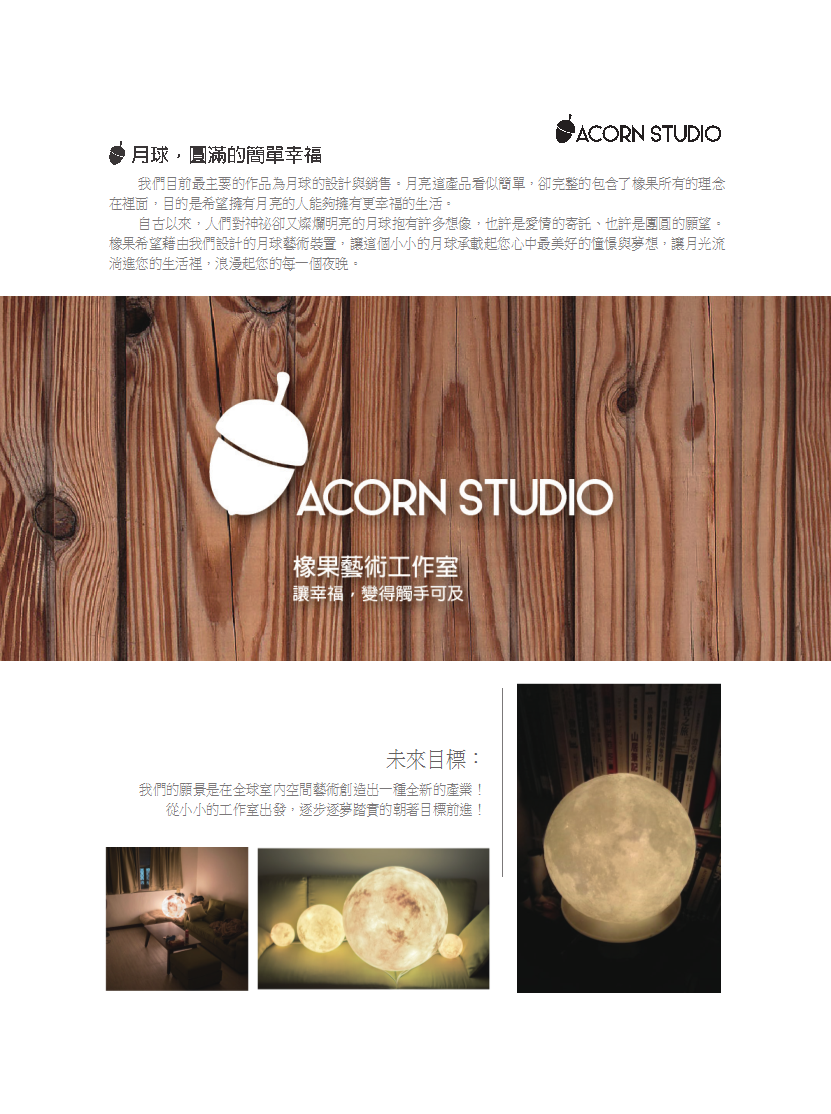 ACORN STUDIO
月球，圓滿的簡單幸福
我們目前最主要的作品為月球的設計與銷售。月亮這產品看似簡單，卻完整的包含了橡果所有的理念
在裡面，目的是希望擁有月亮的人能夠擁有更幸福的生活。
自古以來，人們對神祕卻又燦爛明亮的月球抱有許多想像，也許是愛情的寄託、也許是團圓的願望。
橡果希望藉由我們設計的月球藝術裝置，讓這個小小的月球承載起您心中最美好的憧憬與夢想，讓月光流
淌進您的生活裡，浪漫起您的每一個夜晚。
ACORN STUDIO
橡果藝術工作室
讓幸福，變得觸手可及
未來目標：
我們的願景是在全球室內空間藝術創造出一種全新的產業！
從小小的工作室出發，逐步逐夢踏實的朝著目標前進！